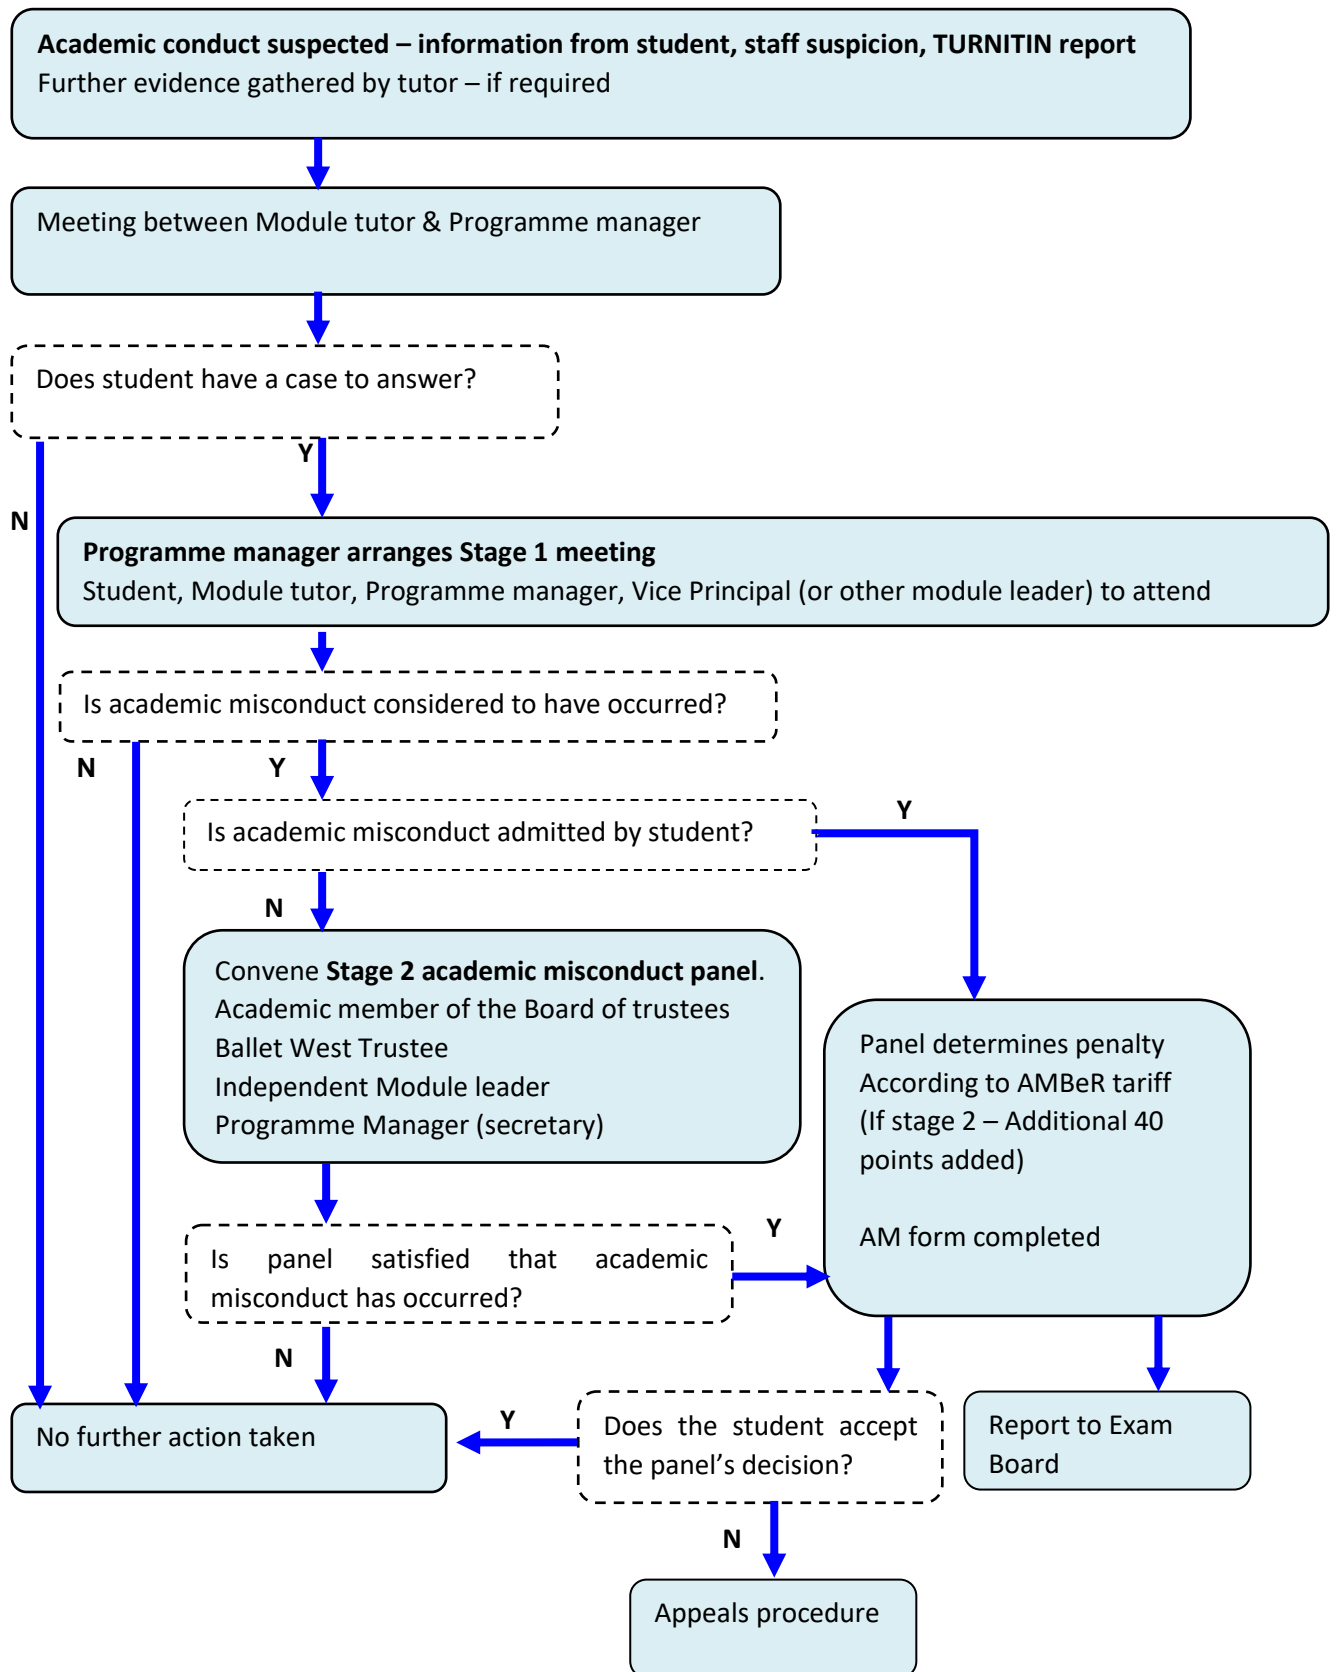 Academic conduct suspected – information from student, staff suspicion, TURNITIN report
Further evidence gathered by tutor – if required
Meeting between Module tutor & Programme manager
Does student have a case to answer?
Y
N
Programme manager arranges Stage 1 meeting
Student, Module tutor, Programme manager, Vice Principal (or other module leader) to attend
Is academic misconduct considered to have occurred?
N
Y
Is academic misconduct admitted by student?
Y
N
Convene Stage 2 academic misconduct panel.
Academic member of the Board of trustees
Ballet West Trustee
Independent Module leader
Programme Manager (secretary)
Panel determines penalty
According to AMBeR tariff
(If stage 2 – Additional 40
points added)
AM form completed
Is panel satisfied that academic
misconduct has occurred?
Y
N
No further action taken
Y
Does the student accept
the panel’s decision?
Report to Exam
Board
N
Appeals procedure